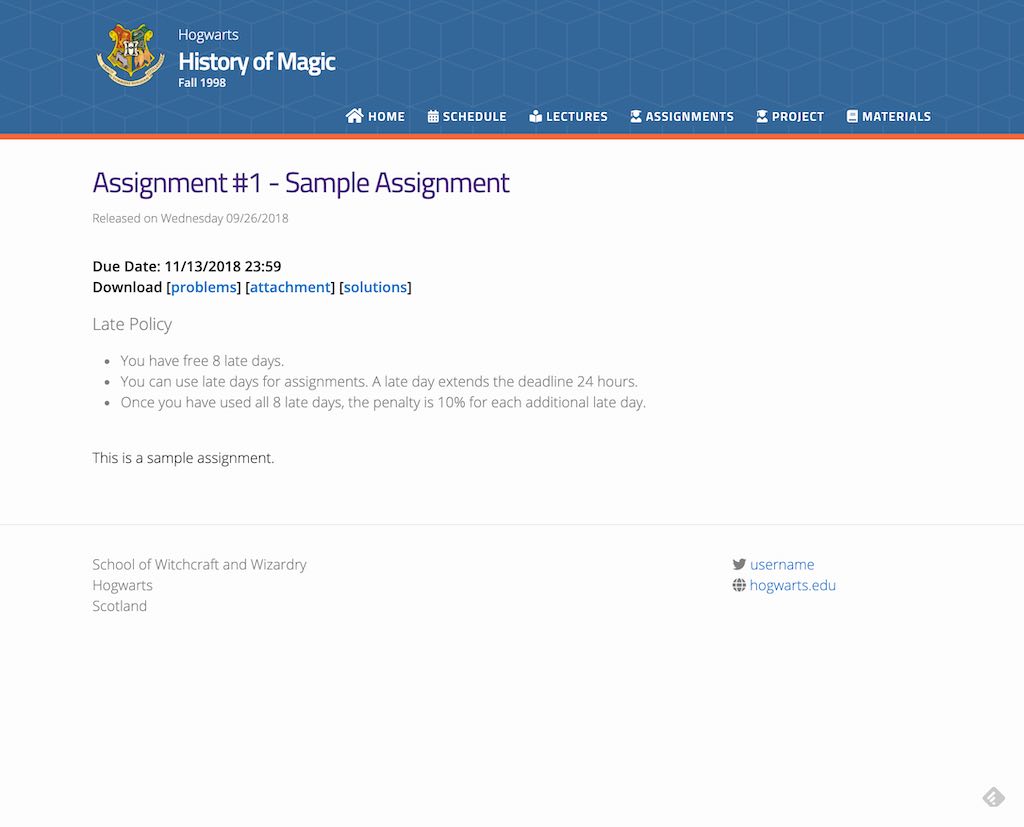 Hogwarts
History of Magic
Fall 1998
HOME SCHEDULE LECTURES ASSIGNMENTS PROJECT MATERIALS
Assignment #1 - Sample Assignment
Released on Wednesday 09/26/2018
Due Date: 11/13/2018 23:59
Download [problems] [attachment] [solutions]
Late Policy
• You have free 8 late days.
• You can use late days for assignments. A late day extends the deadline 24 hours.
• Once you have used all 8 late days, the penalty is 10% for each additional late day.
This is a sample assignment.
School of Witchcraft and Wizardry
Hogwarts
Scotland
username
hogwarts.edu